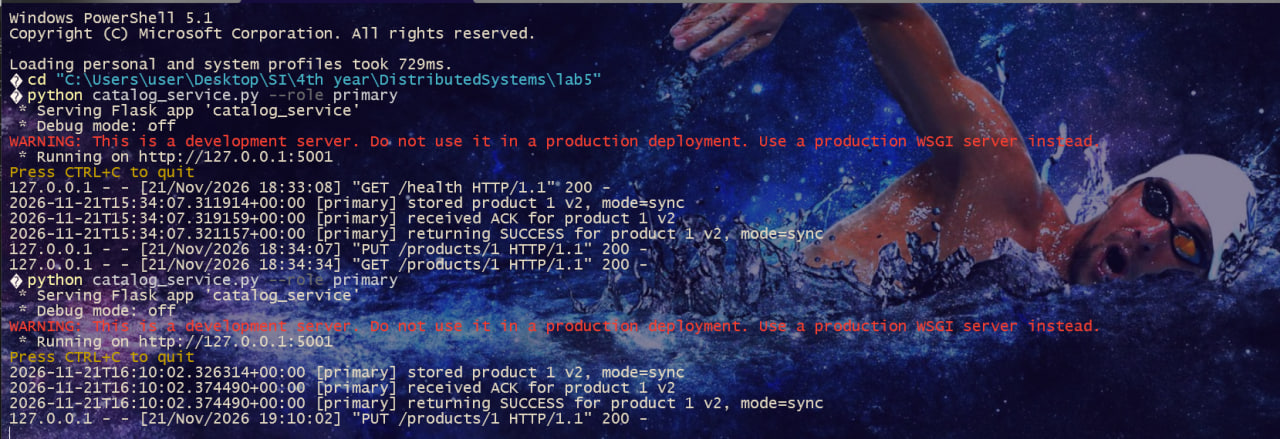 Windows PowerShell 5.1
Copyright (C) Microsoft Corporation. All rights reserved.
Loading personal and system profiles took 729ms.
� cd "C:\Users\user\Desktop\SI\4th year\DistributedSystems\lab5"
� python catalog_service.py --role primary
 * Serving Flask app 'catalog_service'
 * Debug mode: off
WARNING: This is a development server. Do not use it in a production deployment. Use a production WSGI server instead.
 * Running on http://127.0.0.1:5001
Press CTRL+C to quit
127.0.0.1 - - [21/Nov/2026 18:33:08] "GET /health HTTP/1.1" 200 -
2026-11-21T15:34:07.311914+00:00 [primary] stored product 1 v2, mode=sync
2026-11-21T15:34:07.319159+00:00 [primary] received ACK for product 1 v2
2026-11-21T15:34:07.321157+00:00 [primary] returning SUCCESS for product 1 v2, mode=sync
127.0.0.1 - - [21/Nov/2026 18:34:07] "PUT /products/1 HTTP/1.1" 200 -
127.0.0.1 - - [21/Nov/2026 18:34:34] "GET /products/1 HTTP/1.1" 200 -
� python catalog_service.py --role primary
 * Serving Flask app 'catalog_service'
 * Debug mode: off
WARNING: This is a development server. Do not use it in a production deployment. Use a production WSGI server instead.
 * Running on http://127.0.0.1:5001
Press CTRL+C to quit
2026-11-21T16:10:02.326314+00:00 [primary] stored product 1 v2, mode=sync
2026-11-21T16:10:02.374490+00:00 [primary] received ACK for product 1 v2
2026-11-21T16:10:02.374490+00:00 [primary] returning SUCCESS for product 1 v2, mode=sync
127.0.0.1 - - [21/Nov/2026 19:10:02] "PUT /products/1 HTTP/1.1" 200 -